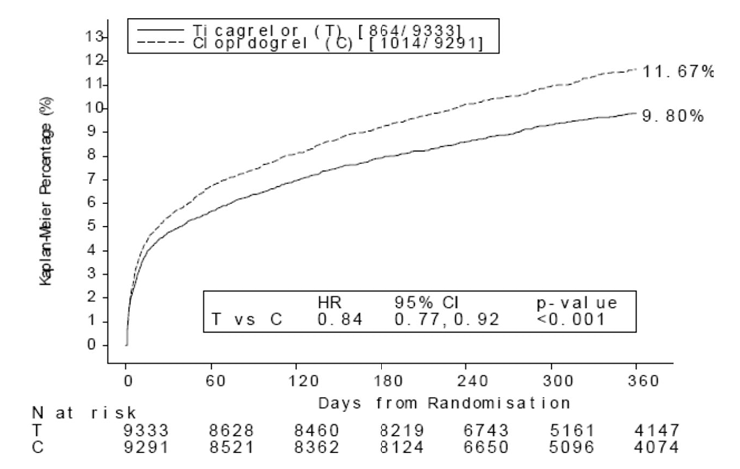 Ticagrelor (T) [864/9333]
Clopidogrel (C) [1014/9291]
Kaplan-Meier Percentage (%)
13
12
11
10
9
8
7
6
5
4
3
2
1
0
11.67%
9.80%
HR 95% CI p-value
T vs C 0.84 0.77, 0.92 <0.001
0 60 120 180 240 300 360
Days from Randomisation
N at risk
T 9333 8628 8460 8219 6743 5161 4147
C 9291 8521 8362 8124 6650 5096 4074